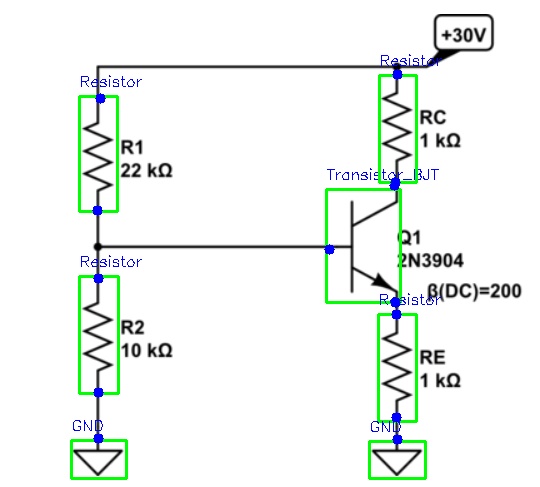 +30V
Resistor
Resistor
R1
22 kΩ
RC
1 kΩ
Transistor_BJT
Q1
2N3904
Resistor
β(DC)=200
Resistor
R2
10 kΩ
RE
1 kΩ
GND
GND